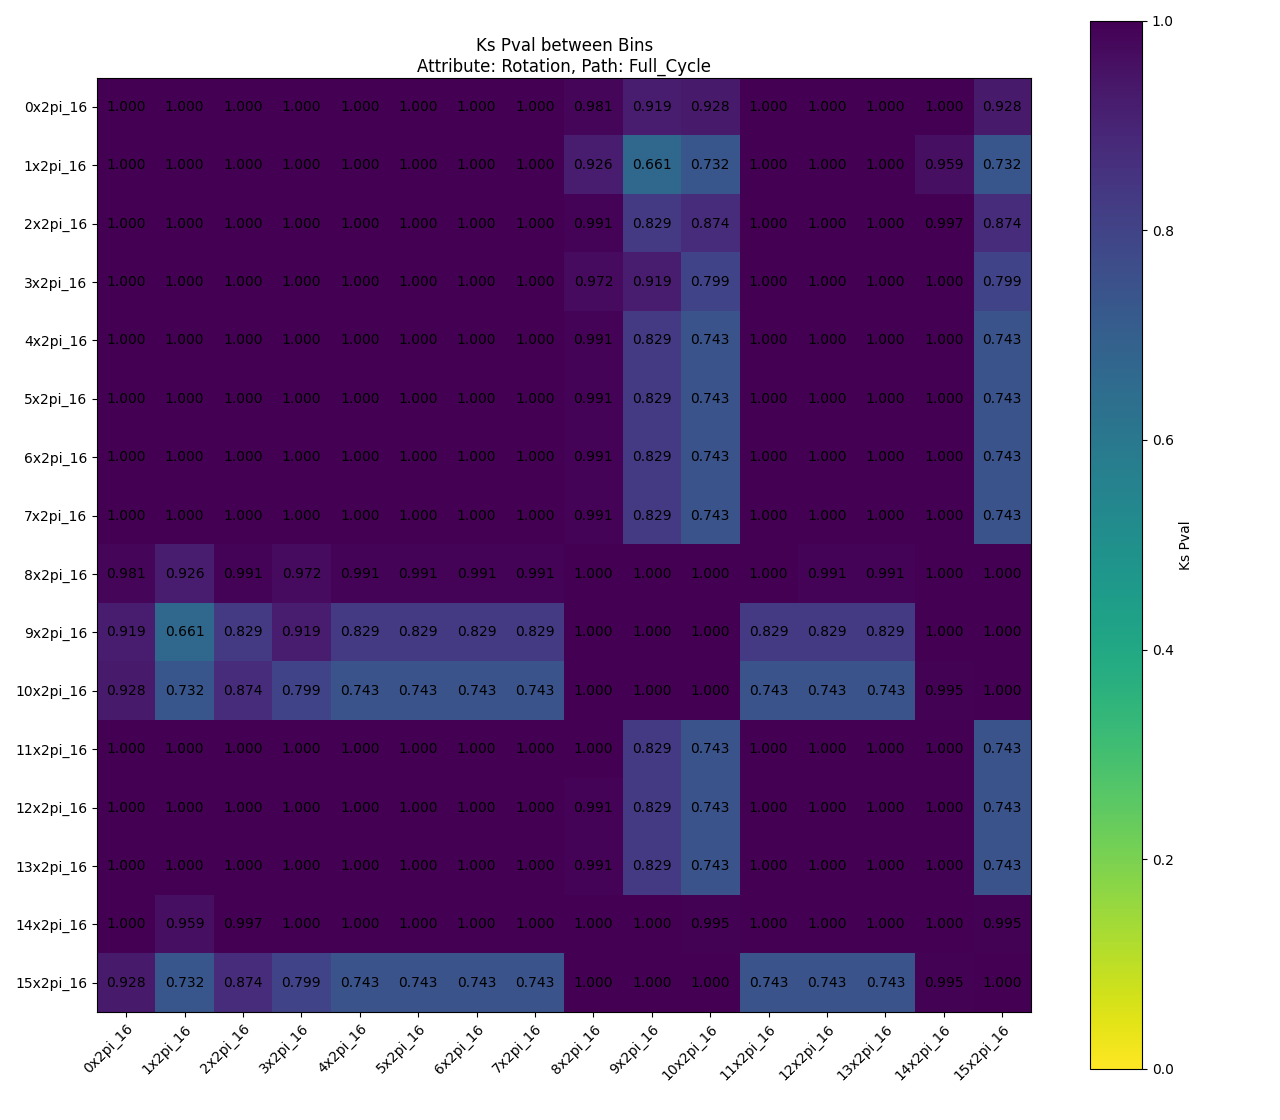 Ks Pval between Bins
Attribute: Rotation, Path: Full_Cycle
0x2pi_16 1.000 1.000 1.000 1.000 1.000 1.000 1.000 1.000 0.981 0.919 0.928 1.000 1.000 1.000 1.000 0.928
1x2pi_16 1.000 1.000 1.000 1.000 1.000 1.000 1.000 1.000 0.926 0.661 0.732 1.000 1.000 1.000 0.959 0.732
2x2pi_16 1.000 1.000 1.000 1.000 1.000 1.000 1.000 1.000 0.991 0.829 0.874 1.000 1.000 1.000 0.997 0.874
3x2pi_16 1.000 1.000 1.000 1.000 1.000 1.000 1.000 1.000 0.972 0.919 0.799 1.000 1.000 1.000 1.000 0.799
4x2pi_16 1.000 1.000 1.000 1.000 1.000 1.000 1.000 1.000 0.991 0.829 0.743 1.000 1.000 1.000 1.000 0.743
5x2pi_16 1.000 1.000 1.000 1.000 1.000 1.000 1.000 1.000 0.991 0.829 0.743 1.000 1.000 1.000 1.000 0.743
6x2pi_16 1.000 1.000 1.000 1.000 1.000 1.000 1.000 1.000 0.991 0.829 0.743 1.000 1.000 1.000 1.000 0.743
7x2pi_16 1.000 1.000 1.000 1.000 1.000 1.000 1.000 1.000 0.991 0.829 0.743 1.000 1.000 1.000 1.000 0.743
8x2pi_16 0.981 0.926 0.991 0.972 0.991 0.991 0.991 0.991 1.000 1.000 1.000 1.000 0.991 0.991 1.000 1.000
9x2pi_16 0.919 0.661 0.829 0.919 0.829 0.829 0.829 0.829 1.000 1.000 1.000 0.829 0.829 0.829 1.000 1.000
10x2pi_16 0.928 0.732 0.874 0.799 0.743 0.743 0.743 0.743 1.000 1.000 1.000 0.743 0.743 0.743 0.995 1.000
11x2pi_16 1.000 1.000 1.000 1.000 1.000 1.000 1.000 1.000 1.000 0.829 0.743 1.000 1.000 1.000 1.000 0.743
12x2pi_16 1.000 1.000 1.000 1.000 1.000 1.000 1.000 1.000 0.991 0.829 0.743 1.000 1.000 1.000 1.000 0.743
13x2pi_16 1.000 1.000 1.000 1.000 1.000 1.000 1.000 1.000 0.991 0.829 0.743 1.000 1.000 1.000 1.000 0.743
14x2pi_16 1.000 0.959 0.997 1.000 1.000 1.000 1.000 1.000 1.000 1.000 0.995 1.000 1.000 1.000 1.000 0.995
15x2pi_16 0.928 0.732 0.874 0.799 0.743 0.743 0.743 0.743 1.000 1.000 1.000 0.743 0.743 0.743 0.995 1.000
0x2pi_16 1x2pi_16 2x2pi_16 3x2pi_16 4x2pi_16 5x2pi_16 6x2pi_16 7x2pi_16 8x2pi_16 9x2pi_16 10x2pi_16 11x2pi_16 12x2pi_16 13x2pi_16 14x2pi_16 15x2pi_16
1.0
0.8
0.6
0.4
0.2
0.0
Ks Pval